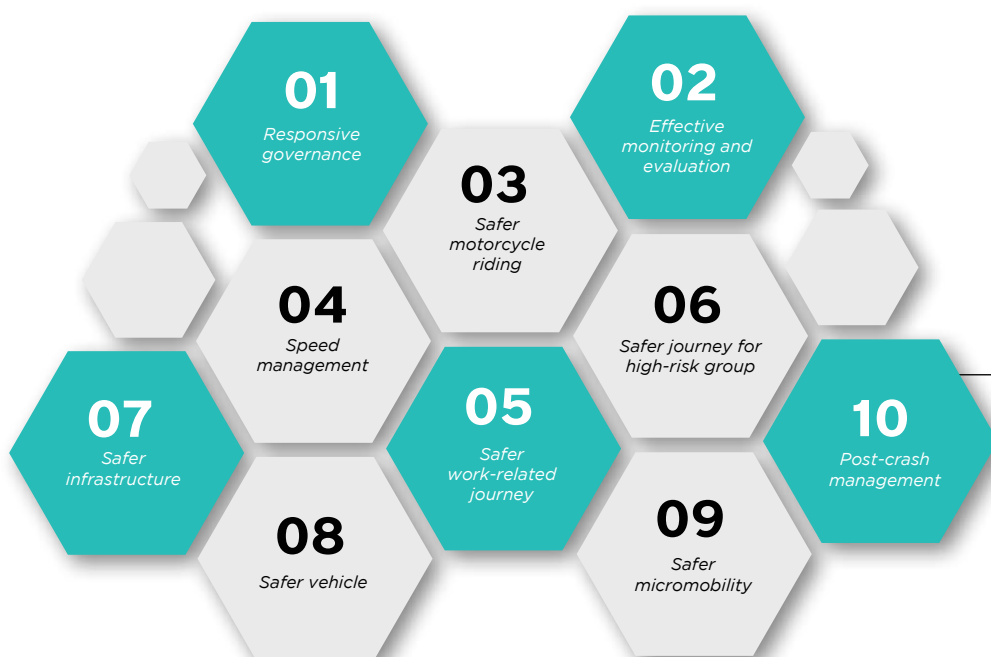 01
Responsive
governance
02
Effective
monitoring and
evaluation
03
Safer
motorcycle
riding
04
Speed
management
05
Safer
work-related
journey
06
Safer journey for
high-risk group
07
Safer
infrastructure
08
Safer vehicle
09
Safer
micromobility
10
Post-crash
management